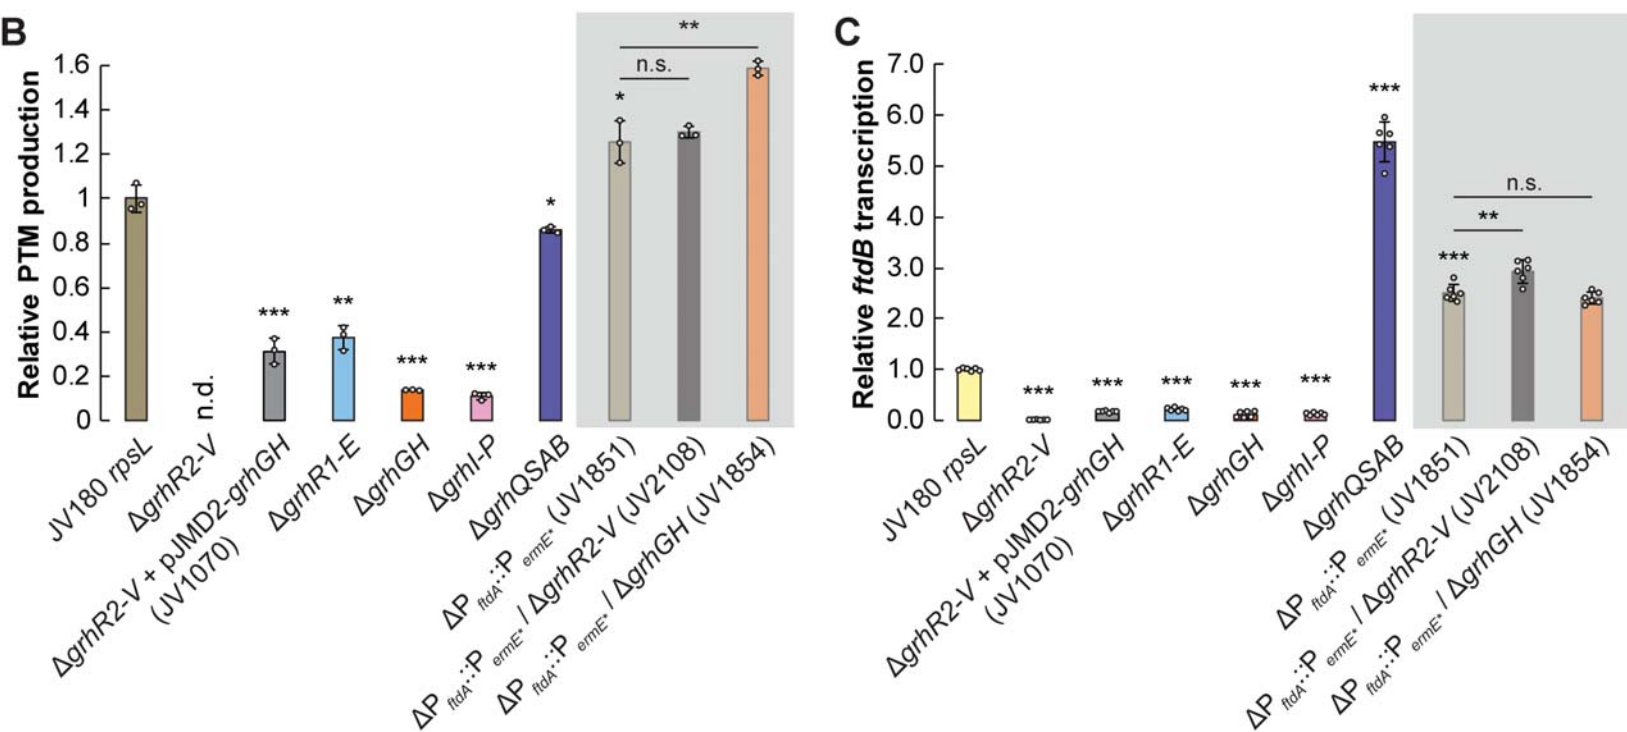 B
Relative PTM production
1.6
1.4
1.2
1
0.8
0.6
0.4
0.2
0
n.d.
***
**
***
***
*
*
n.s.
**
JV180 rpsL
ΔgrhR2-V
ΔgrhR2-V + pJMD2-grhGH
(JV1070)
ΔgrhR1-E
ΔgrhGH
ΔgrhI-P
ΔgrhQSAB
ΔP ftdA::P ermE* (JV1851)
ΔP ftdA::P ermE* / ΔgrhR2-V (JV2108)
ΔP ftdA::P ermE* / ΔgrhGH (JV1854)
C
Relative ftdB transcription
7.0
6.0
5.0
4.0
3.0
2.0
1.0
0.0
***
***
***
***
***
***
***
**
n.s.
JV180 rpsL
ΔgrhR2-V
ΔgrhR2-V + pJMD2-grhGH
(JV1070)
ΔgrhR1-E
ΔgrhGH
ΔgrhI-P
ΔgrhQSAB
ΔP ftdA::P ermE* (JV1851)
ΔP ftdA::P ermE* / ΔgrhR2-V (JV2108)
ΔP ftdA::P ermE* / ΔgrhGH (JV1854)